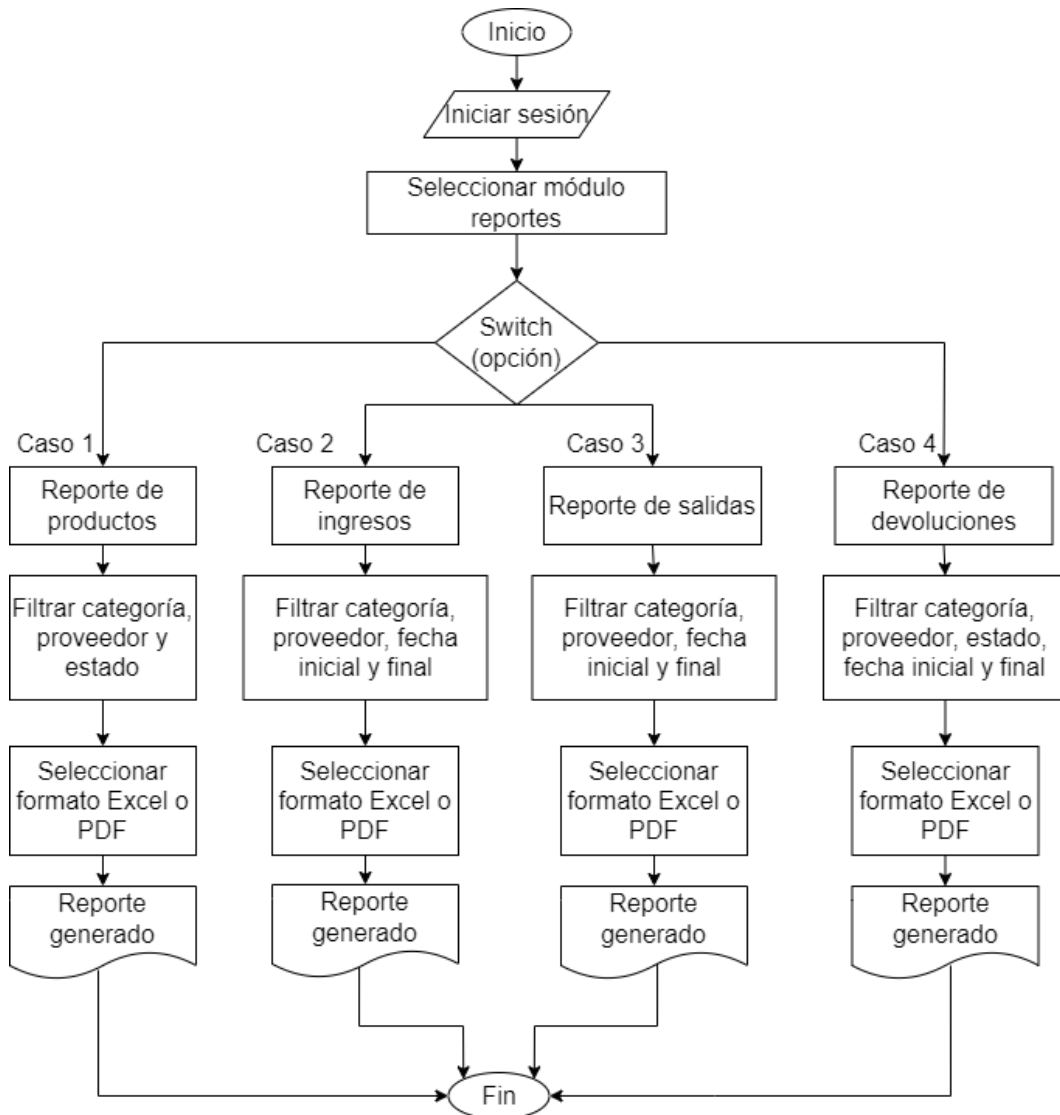 Inicio
Iniciar sesión
Seleccionar módulo
reportes
Switch
(opción)
Caso 1
Reporte de
productos
Filtrar categoría,
proveedor y
estado
Seleccionar
formato Excel o
PDF
Reporte
generado
Caso 2
Reporte de
ingresos
Filtrar categoría,
proveedor, fecha
inicial y final
Seleccionar
formato Excel o
PDF
Reporte
generado
Caso 3
Reporte de salidas
Filtrar categoría,
proveedor, fecha
inicial y final
Seleccionar
formato Excel o
PDF
Reporte
generado
Caso 4
Reporte de
devoluciones
Filtrar categoría,
proveedor, estado,
fecha inicial y final
Seleccionar
formato Excel o
PDF
Reporte
generado
Fin